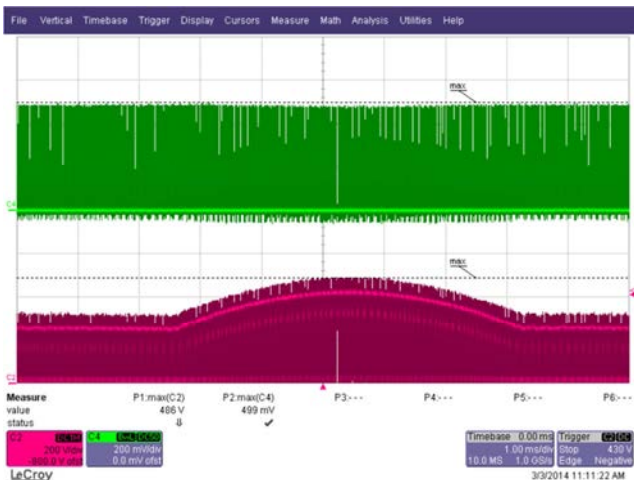 File Vertical Timebase Trigger Display Cursors Measure Math Analysis Utilities Help
max
C4
max
C2
Measure P1:max(C2) P2:max(C4) P3:--- P4:--- P5:--- P6:---
value 486 V 499 mV
status
C2 DC1M C4 BwL DC50 Timebase 0.00 ms Trigger C2 DC
200 V/div 200 mV/div 1.00 ms/div Stop 430 V
-800.0 V ofst 0.0 mV ofst 10.0 MS 1.0 GS/s Edge Negative
LeCroy 3/3/2014 11:11:22 AM